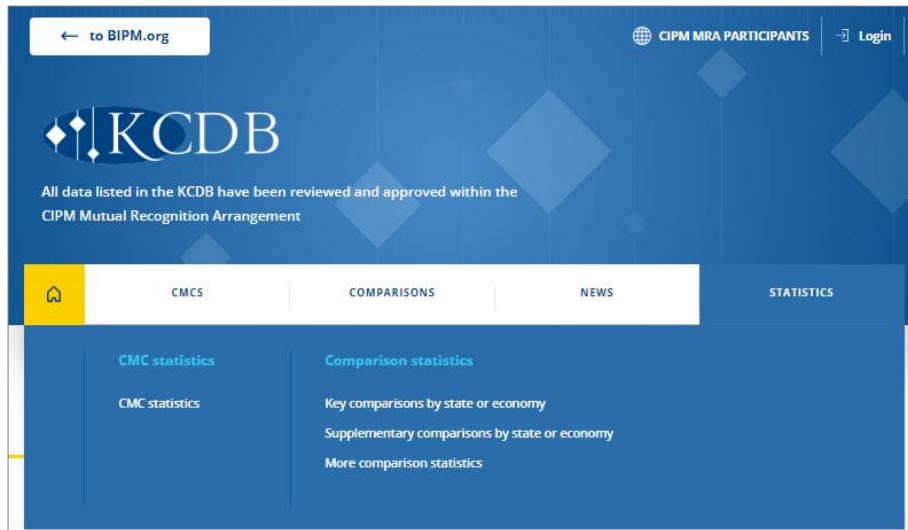 ← to BIPM.org
CIPM MRA PARTICIPANTS
Login
KCDB
All data listed in the KCDB have been reviewed and approved within the
CIPM Mutual Recognition Arrangement
CMCS
COMPARISONS
NEWS
STATISTICS
CMC statistics
CMC statistics
Comparison statistics
Key comparisons by state or economy
Supplementary comparisons by state or economy
More comparison statistics